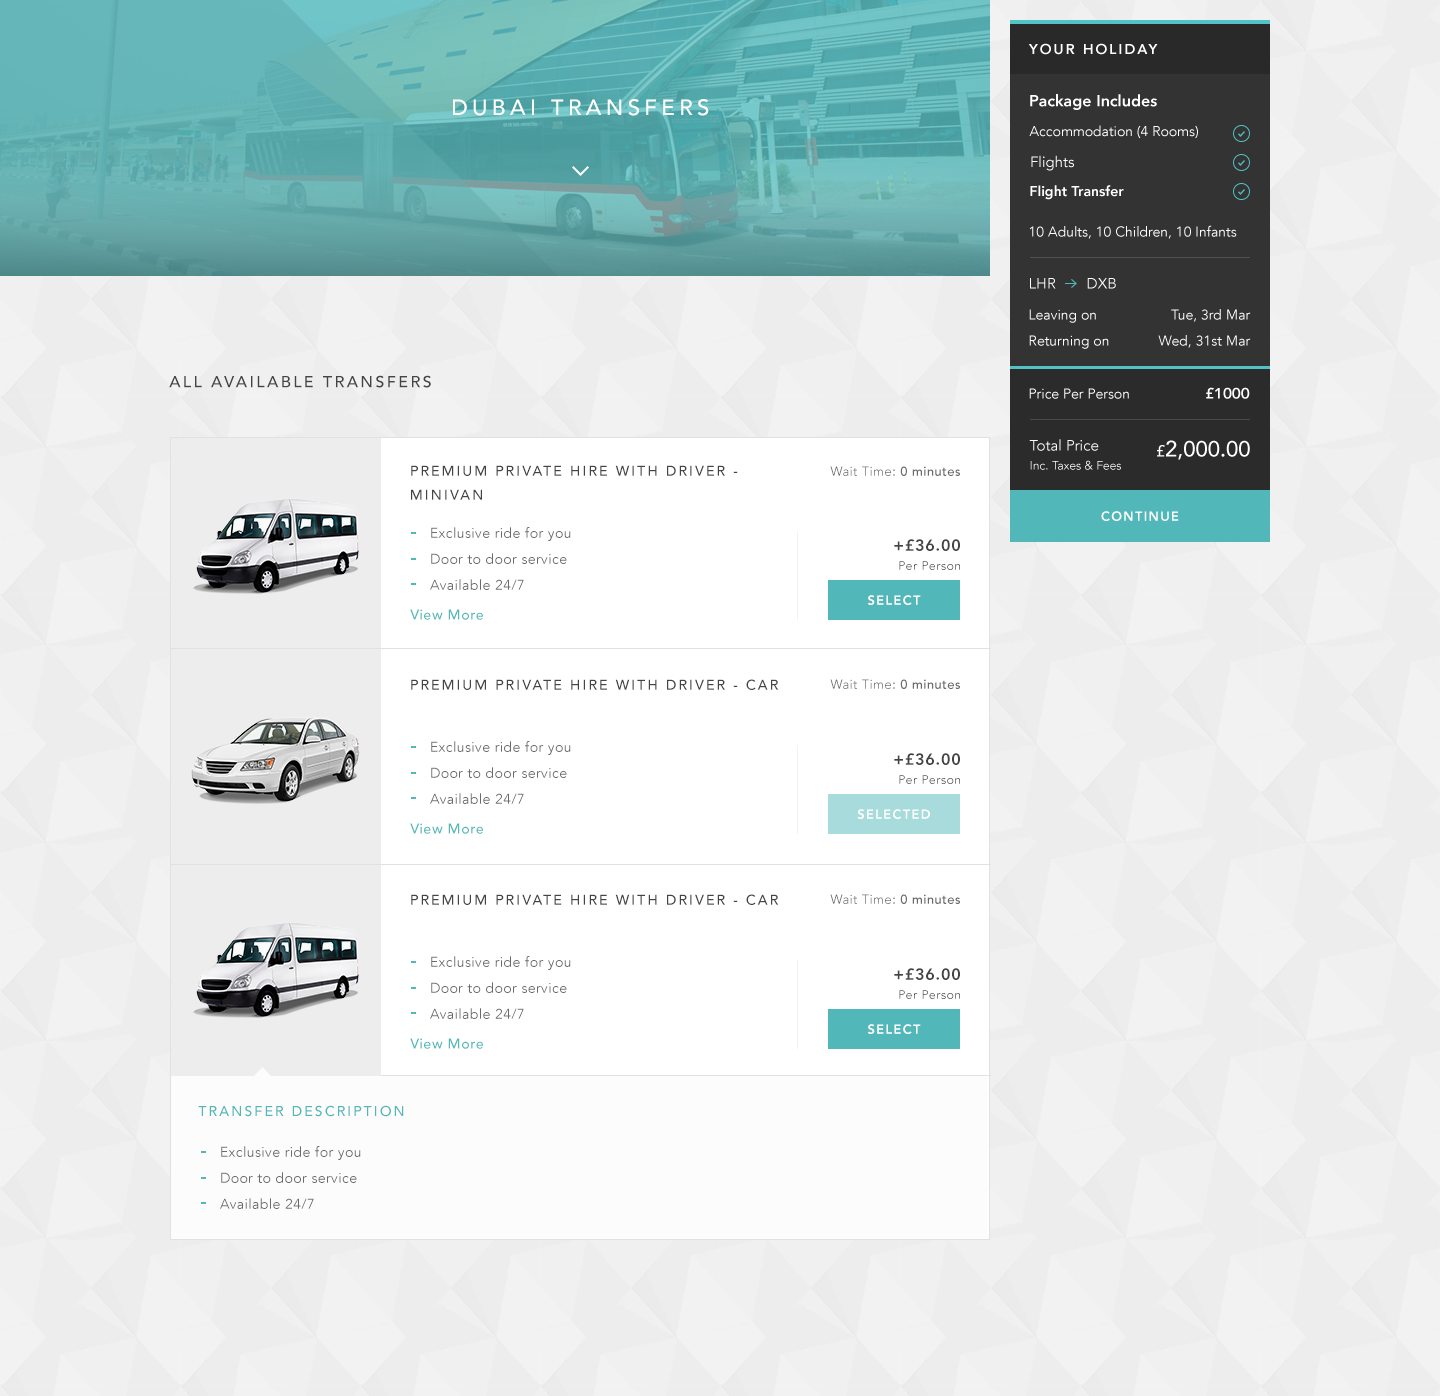 DUBAI TRANSFERS
YOUR HOLIDAY
Package Includes
Accommodation (4 Rooms)
Flights
Flight Transfer
10 Adults, 10 Children, 10 Infants
LHR → DXB
Leaving on Tue, 3rd Mar
Returning on Wed, 31st Mar
Price Per Person £1000
Total Price £2,000.00
Inc. Taxes & Fees
CONTINUE
ALL AVAILABLE TRANSFERS
PREMIUM PRIVATE HIRE WITH DRIVER -
MINIVAN
Wait Time: 0 minutes
- Exclusive ride for you
- Door to door service
- Available 24/7
View More
+£36.00
Per Person
SELECT
PREMIUM PRIVATE HIRE WITH DRIVER - CAR
Wait Time: 0 minutes
- Exclusive ride for you
- Door to door service
- Available 24/7
View More
+£36.00
Per Person
SELECTED
PREMIUM PRIVATE HIRE WITH DRIVER - CAR
Wait Time: 0 minutes
- Exclusive ride for you
- Door to door service
- Available 24/7
View More
+£36.00
Per Person
SELECT
TRANSFER DESCRIPTION
- Exclusive ride for you
- Door to door service
- Available 24/7